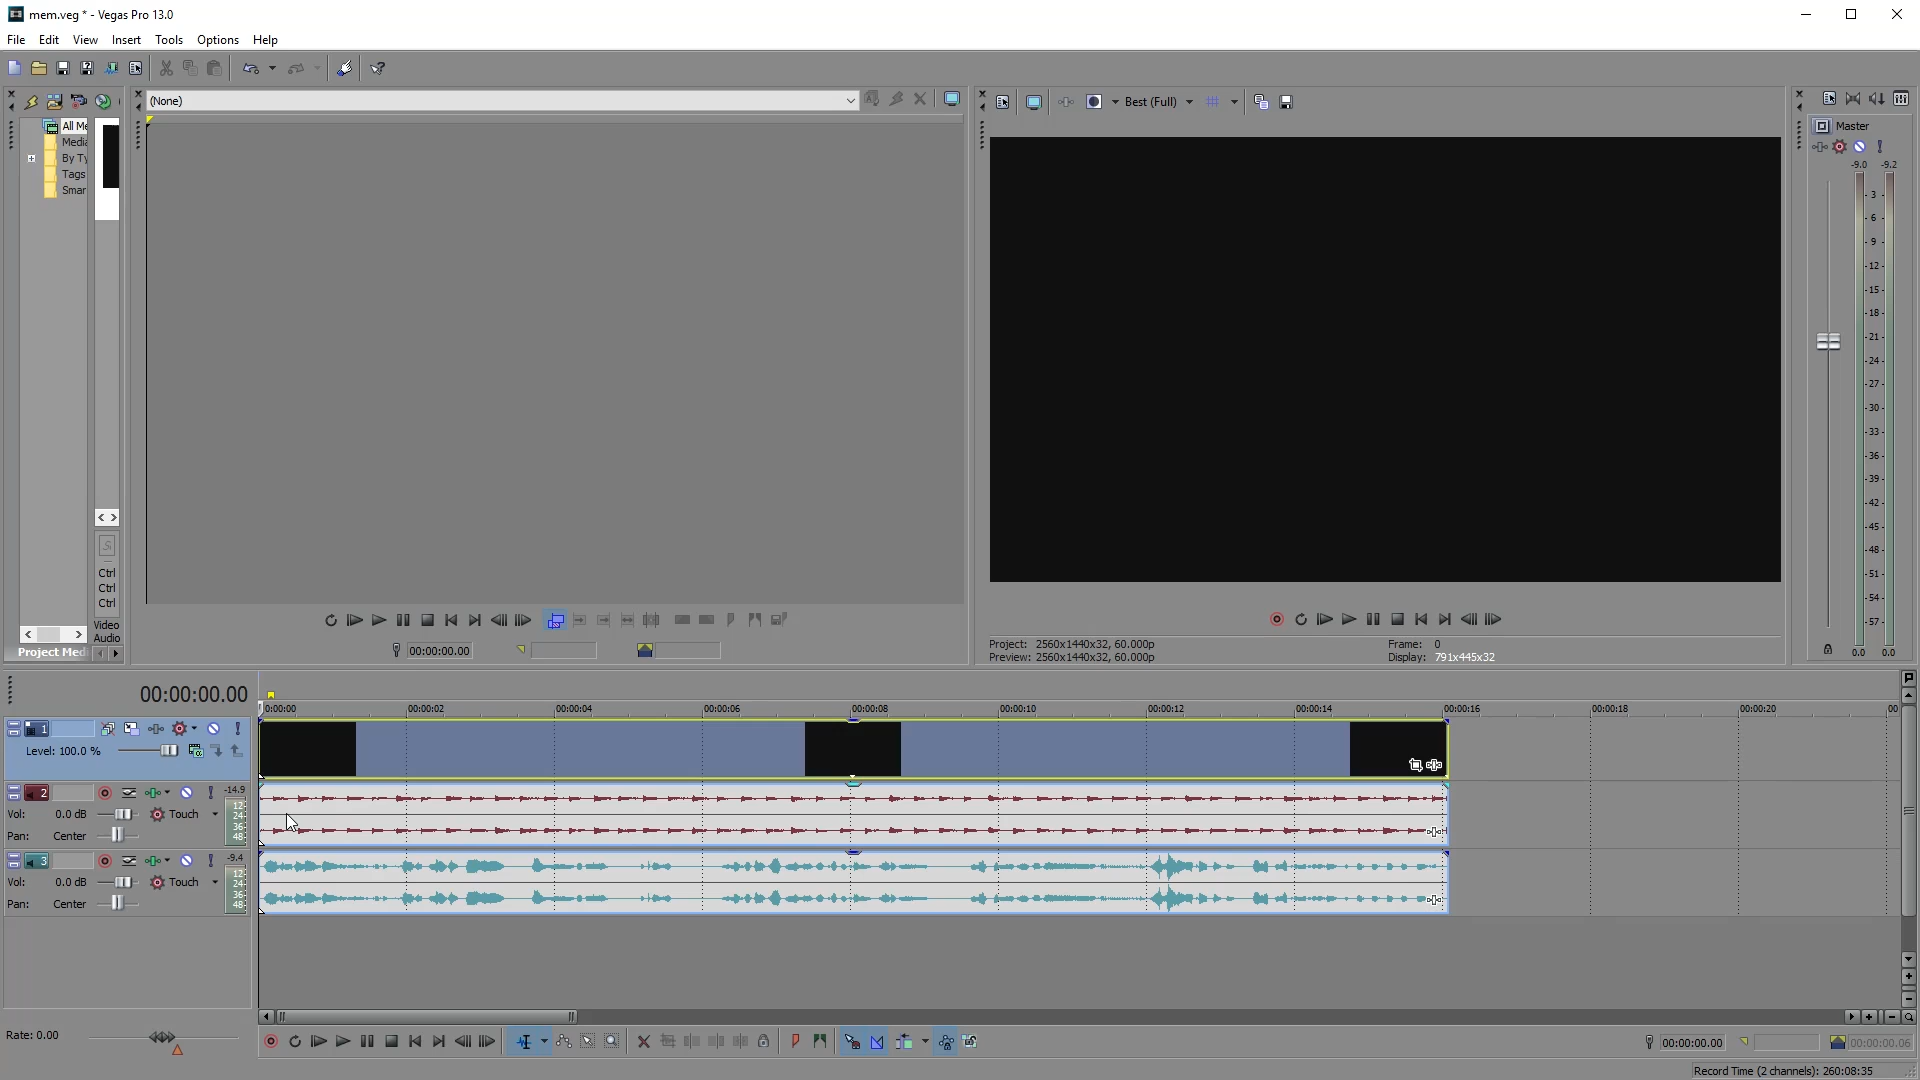 mem.veg * - Vegas Pro 13.0
File Edit View Insert Tools Options Help
(None)
Best (Full)
All Me
Media
By Ty
Tags
Smar
Ctrl
Ctrl
Ctrl
Video
Audio
Project Med
00:00:00.00
Project: 2560x1440x32, 60.000p
Preview: 2560x1440x32, 60.000p
Frame: 0
Display: 791x445x32
Master
-9.0 -9.2
- 3 -
- 6 -
- 9 -
- 12 -
- 15 -
- 18 -
- 21 -
- 24 -
- 27 -
- 30 -
- 33 -
- 36 -
- 39 -
- 42 -
- 45 -
- 48 -
- 51 -
- 54 -
- 57 -
0.0 0.0
00:00:00.00
0:00:00 00:00:02 00:00:04 00:00:06 00:00:08 00:00:10 00:00:12 00:00:14 00:00:16 00:00:18 00:00:20 00
1
Level: 100.0 %
2 -14.9
Vol: 0.0 dB Touch
Pan: Center
12
24
36
48
3 -9.4
Vol: 0.0 dB Touch
Pan: Center
12
24
36
48
Rate: 0.00
00:00:00.00 00:00:00.06
Record Time (2 channels): 260:08:35